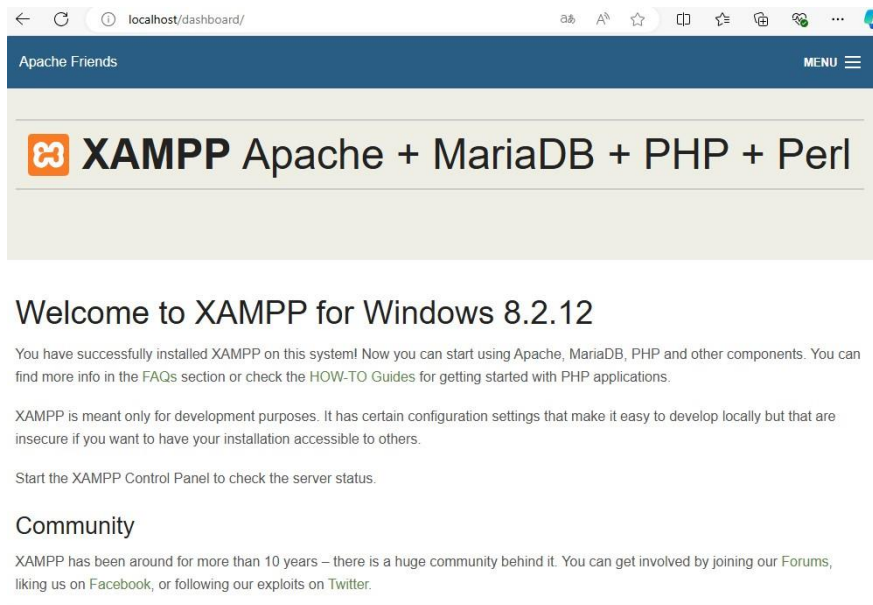 localhost/dashboard/
Apache Friends
MENU
XAMPP Apache + MariaDB + PHP + Perl
Welcome to XAMPP for Windows 8.2.12
You have successfully installed XAMPP on this system! Now you can start using Apache, MariaDB, PHP and other components. You can
find more info in the FAQs section or check the HOW-TO Guides for getting started with PHP applications.
XAMPP is meant only for development purposes. It has certain configuration settings that make it easy to develop locally but that are
insecure if you want to have your installation accessible to others.
Start the XAMPP Control Panel to check the server status.
Community
XAMPP has been around for more than 10 years – there is a huge community behind it. You can get involved by joining our Forums,
liking us on Facebook, or following our exploits on Twitter.